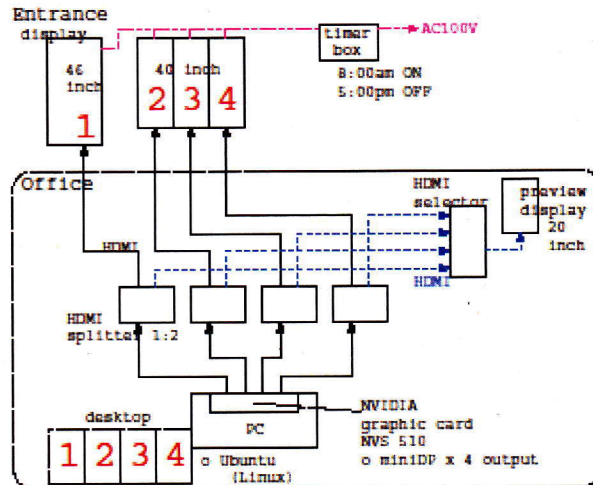 Entrance
display
46
inch
1
40 inch
2 3 4
timer
box
AC100V
8:00am ON
5:00pm OFF
Office
HDMI
selector
preview
display
20
inch
HDMI
HDMI
HDMI
splitter 1:2
desktop
1 2 3 4
PC
o Ubuntu
(Linux)
NVIDIA
graphic card
NVS 510
o miniDP x 4 output